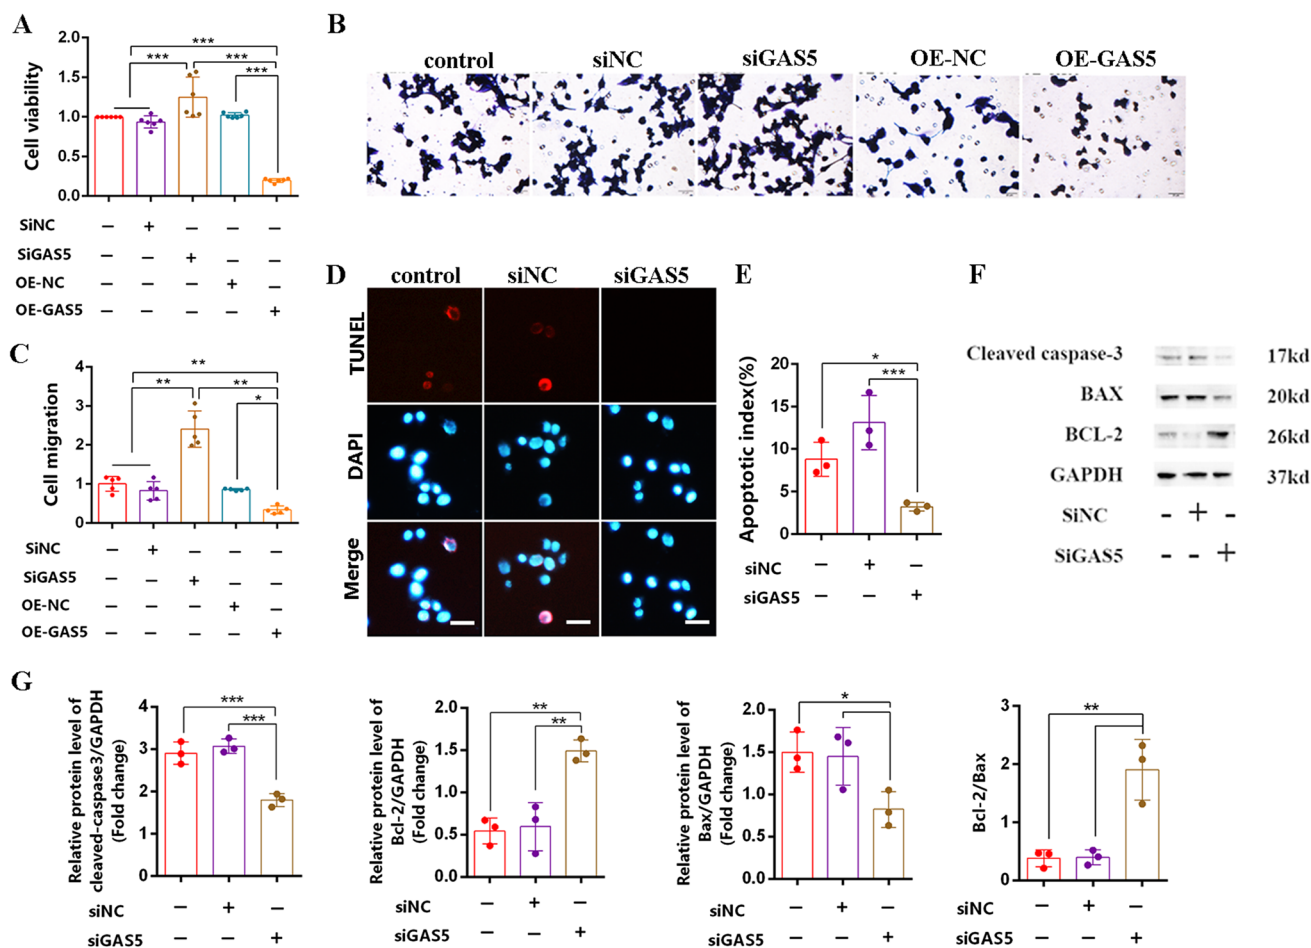 A
2.0
1.5
1.0
0.5
0.0
Cell viability
***
*** ***
***
SiNC − + − − −
SiGAS5 − − + − −
OE-NC − − − + −
OE-GAS5 − − − − +
B
control siNC siGAS5 OE-NC OE-GAS5
C
4
3
2
1
0
Cell migration
**
** **
*
SiNC − + − − −
SiGAS5 − − + − −
OE-NC − − − + −
OE-GAS5 − − − − +
D
control siNC siGAS5
TUNEL
DAPI
Merge
E
20
15
10
5
0
Apoptotic index(%)
*
***
siNC − + −
siGAS5 − − +
F
Cleaved caspase-3 17kd
BAX 20kd
BCL-2 26kd
GAPDH 37kd
SiNC - + -
SiGAS5 - - +
G
Relative protein level of
cleaved-caspase3/GAPDH
(Fold change)
4
3
2
1
0
***
***
siNC − + −
siGAS5 − − +
Relative protein level of
Bcl-2/GAPDH
(Fold change)
2.0
1.5
1.0
0.5
0.0
**
**
siNC − + −
siGAS5 − − +
Relative protein level of
Bax/GAPDH
(Fold change)
2.0
1.5
1.0
0.5
0.0
*
siNC − + −
siGAS5 − − +
Bcl-2/Bax
3
2
1
0
**
siNC − + −
siGAS5 − − +